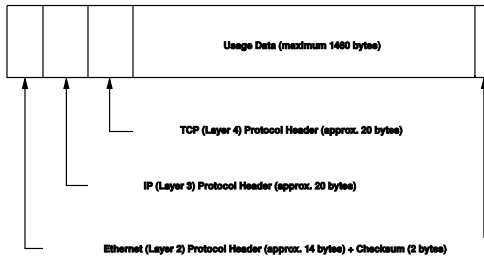 Usage Data (maximum 1460 bytes)
TCP (Layer 4) Protocol Header (approx. 20 bytes)
IP (Layer 3) Protocol Header (approx. 20 bytes)
Ethernet (Layer 2) Protocol Header (approx. 14 bytes) + Checksum (2 bytes)